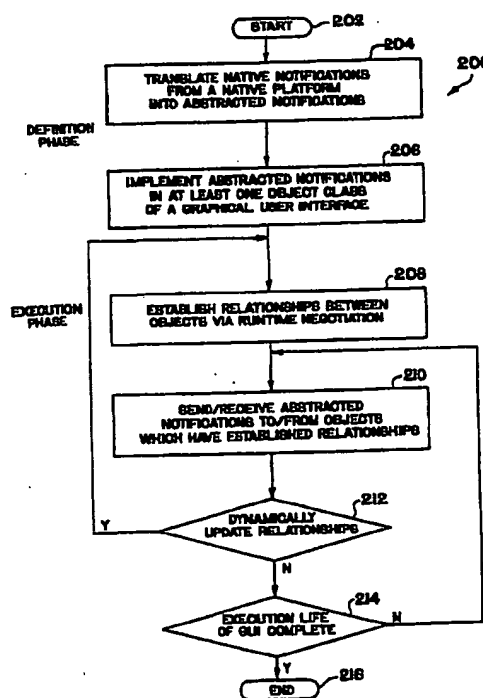 START
202
204
200
TRANSLATE NATIVE NOTIFICATIONS
FROM A NATIVE PLATFORM
INTO ABSTRACTED NOTIFICATIONS
DEFINITION
PHASE
206
IMPLEMENT ABSTRACTED NOTIFICATIONS
IN AT LEAST ONE OBJECT CLASS
OF A GRAPHICAL USER INTERFACE
EXECUTION
PHASE
208
ESTABLISH RELATIONSHIPS BETWEEN
OBJECTS VIA RUNTIME NEGOTIATION
210
SEND/RECEIVE ABSTRACTED
NOTIFICATIONS TO/FROM OBJECTS
WHICH HAVE ESTABLISHED RELATIONSHIPS
212
Y
DYNAMICALLY
UPDATE RELATIONSHIPS
N
214
EXECUTION LIFE
OF GUI COMPLETE
N
Y
216
END